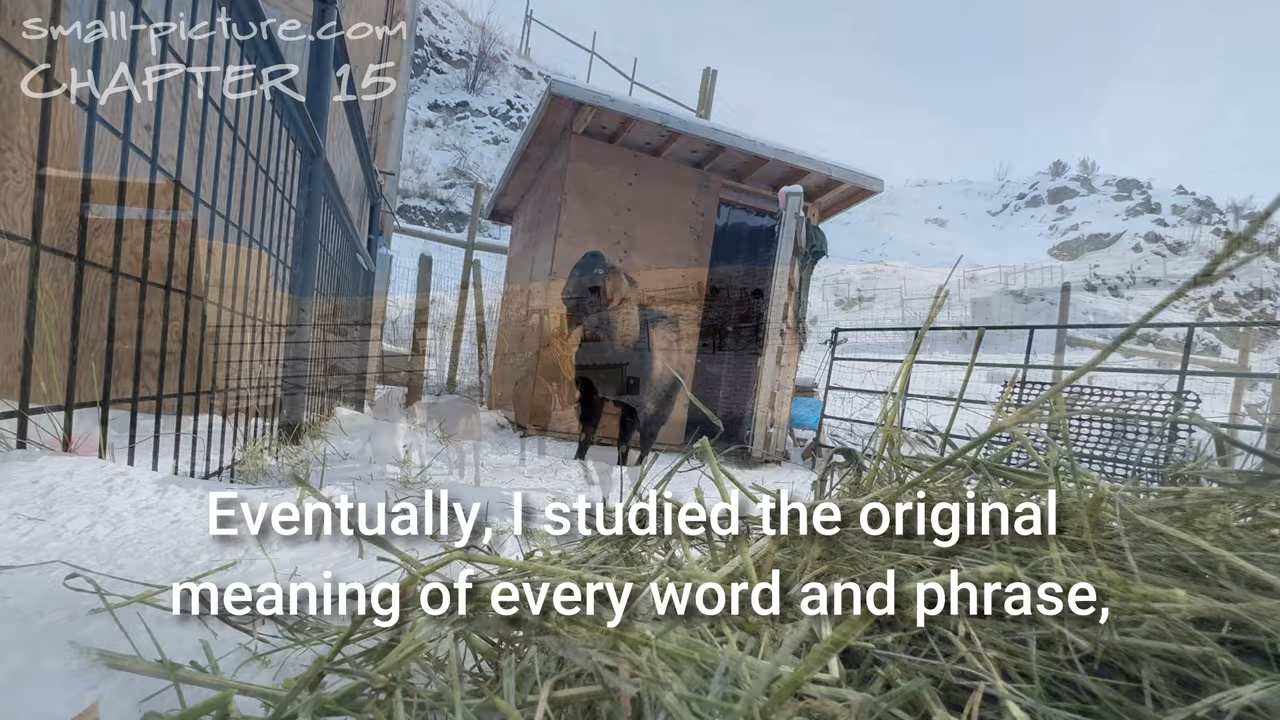 small-picture.com
CHAPTER 15
Eventually, I studied the original
meaning of every word and phrase,